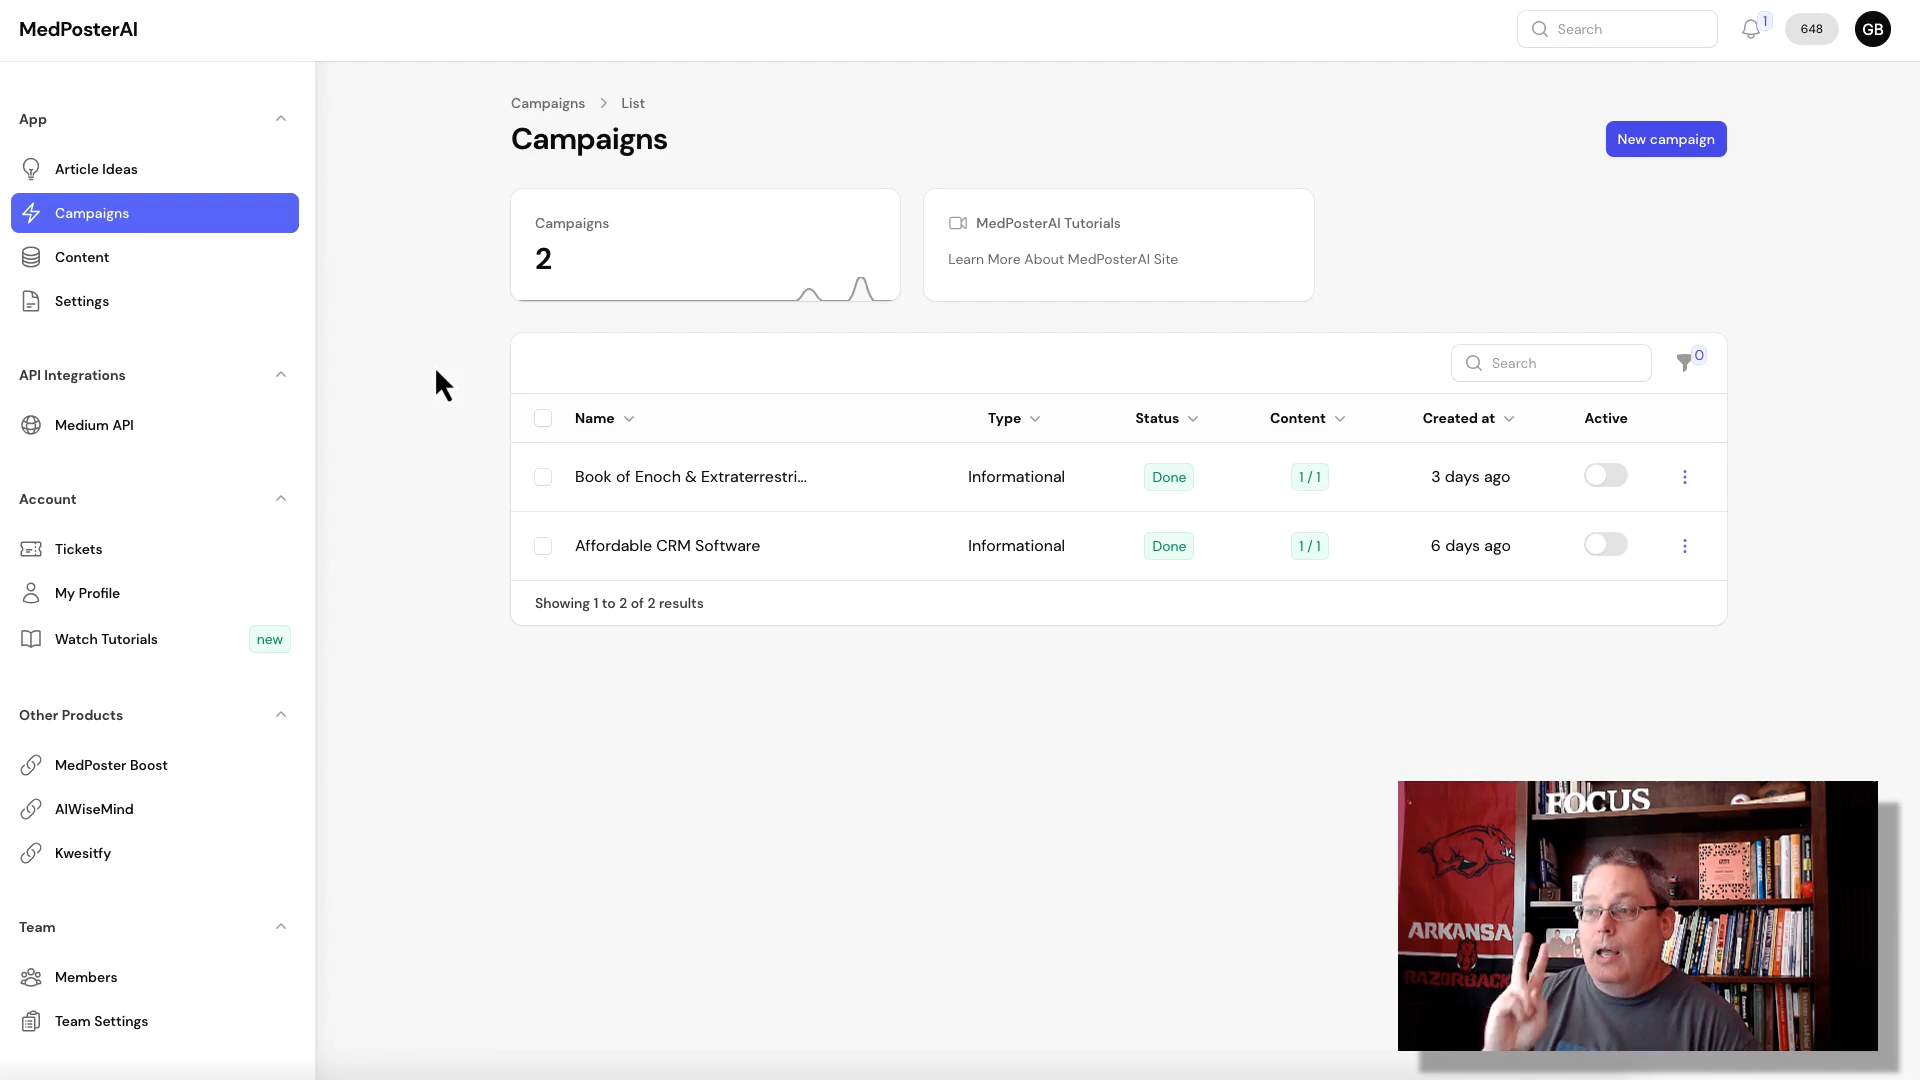 MedPosterAI
Search
1
648
GB
App
Article Ideas
Campaigns
Content
Settings
API Integrations
Medium API
Account
Tickets
My Profile
Watch Tutorials new
Other Products
MedPoster Boost
AIWiseMind
Kwesitfy
Team
Members
Team Settings
Campaigns List
Campaigns
New campaign
Campaigns
2
MedPosterAI Tutorials
Learn More About MedPosterAI Site
Search
0
Name Type Status Content Created at Active
Book of Enoch & Extraterrestri... Informational Done 1 / 1 3 days ago
Affordable CRM Software Informational Done 1 / 1 6 days ago
Showing 1 to 2 of 2 results
FOCUS
ARKANSA
RAZORBACK